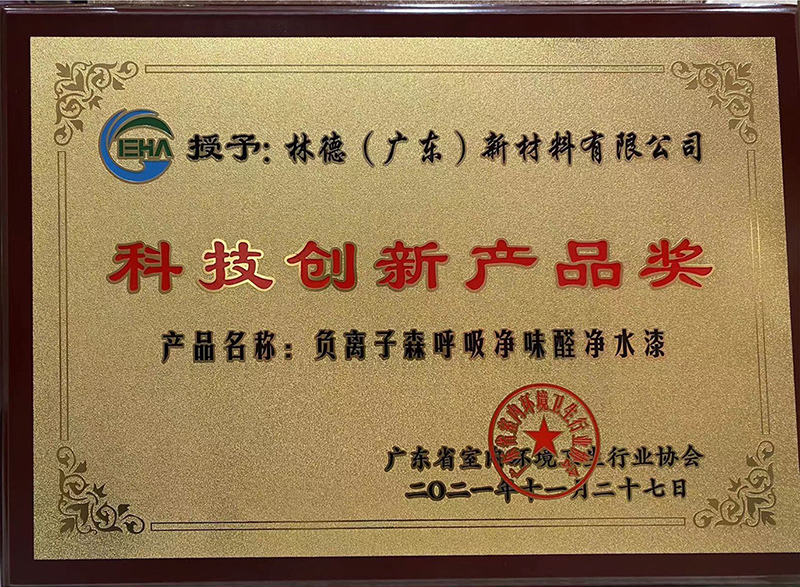 IEHA
授予：林德（广东）新材料有限公司
科技创新产品奖
产品名称：负离子森呼吸净味醛净水漆
广东省室内环境卫生行业协会
二〇二一年十一月二十七日